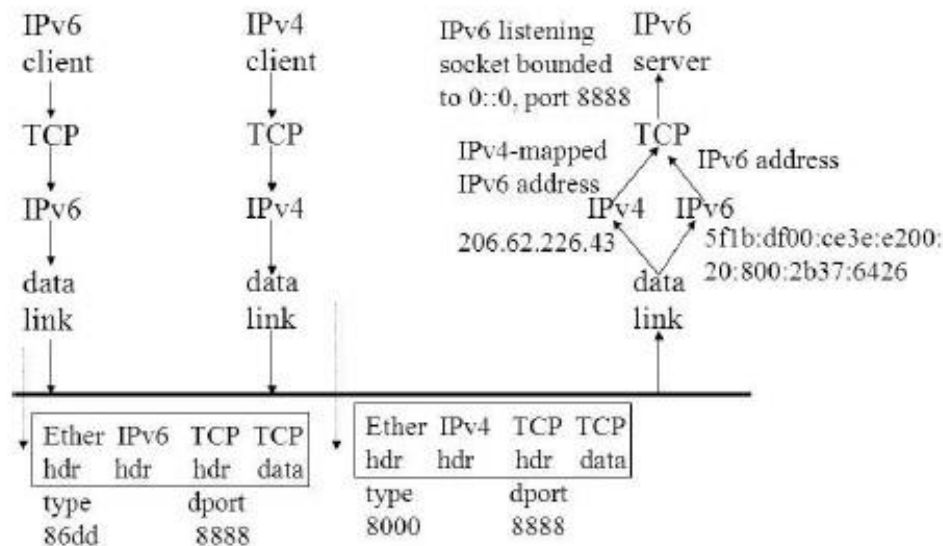 IPv6
client
TCP
IPv6
data
link
IPv4
client
TCP
IPv4
data
link
IPv6 listening
socket bounded
to 0::0, port 8888
IPv6
server
TCP
IPv4-mapped
IPv6 address
IPv6 address
IPv4 IPv6
206.62.226.43
5f1b:df00:ce3e:e200:
20:800:2b37:6426
data
link
Ether IPv6 TCP TCP
hdr hdr hdr data
type dport
86dd 8888
Ether IPv4 TCP TCP
hdr hdr hdr data
type dport
8000 8888